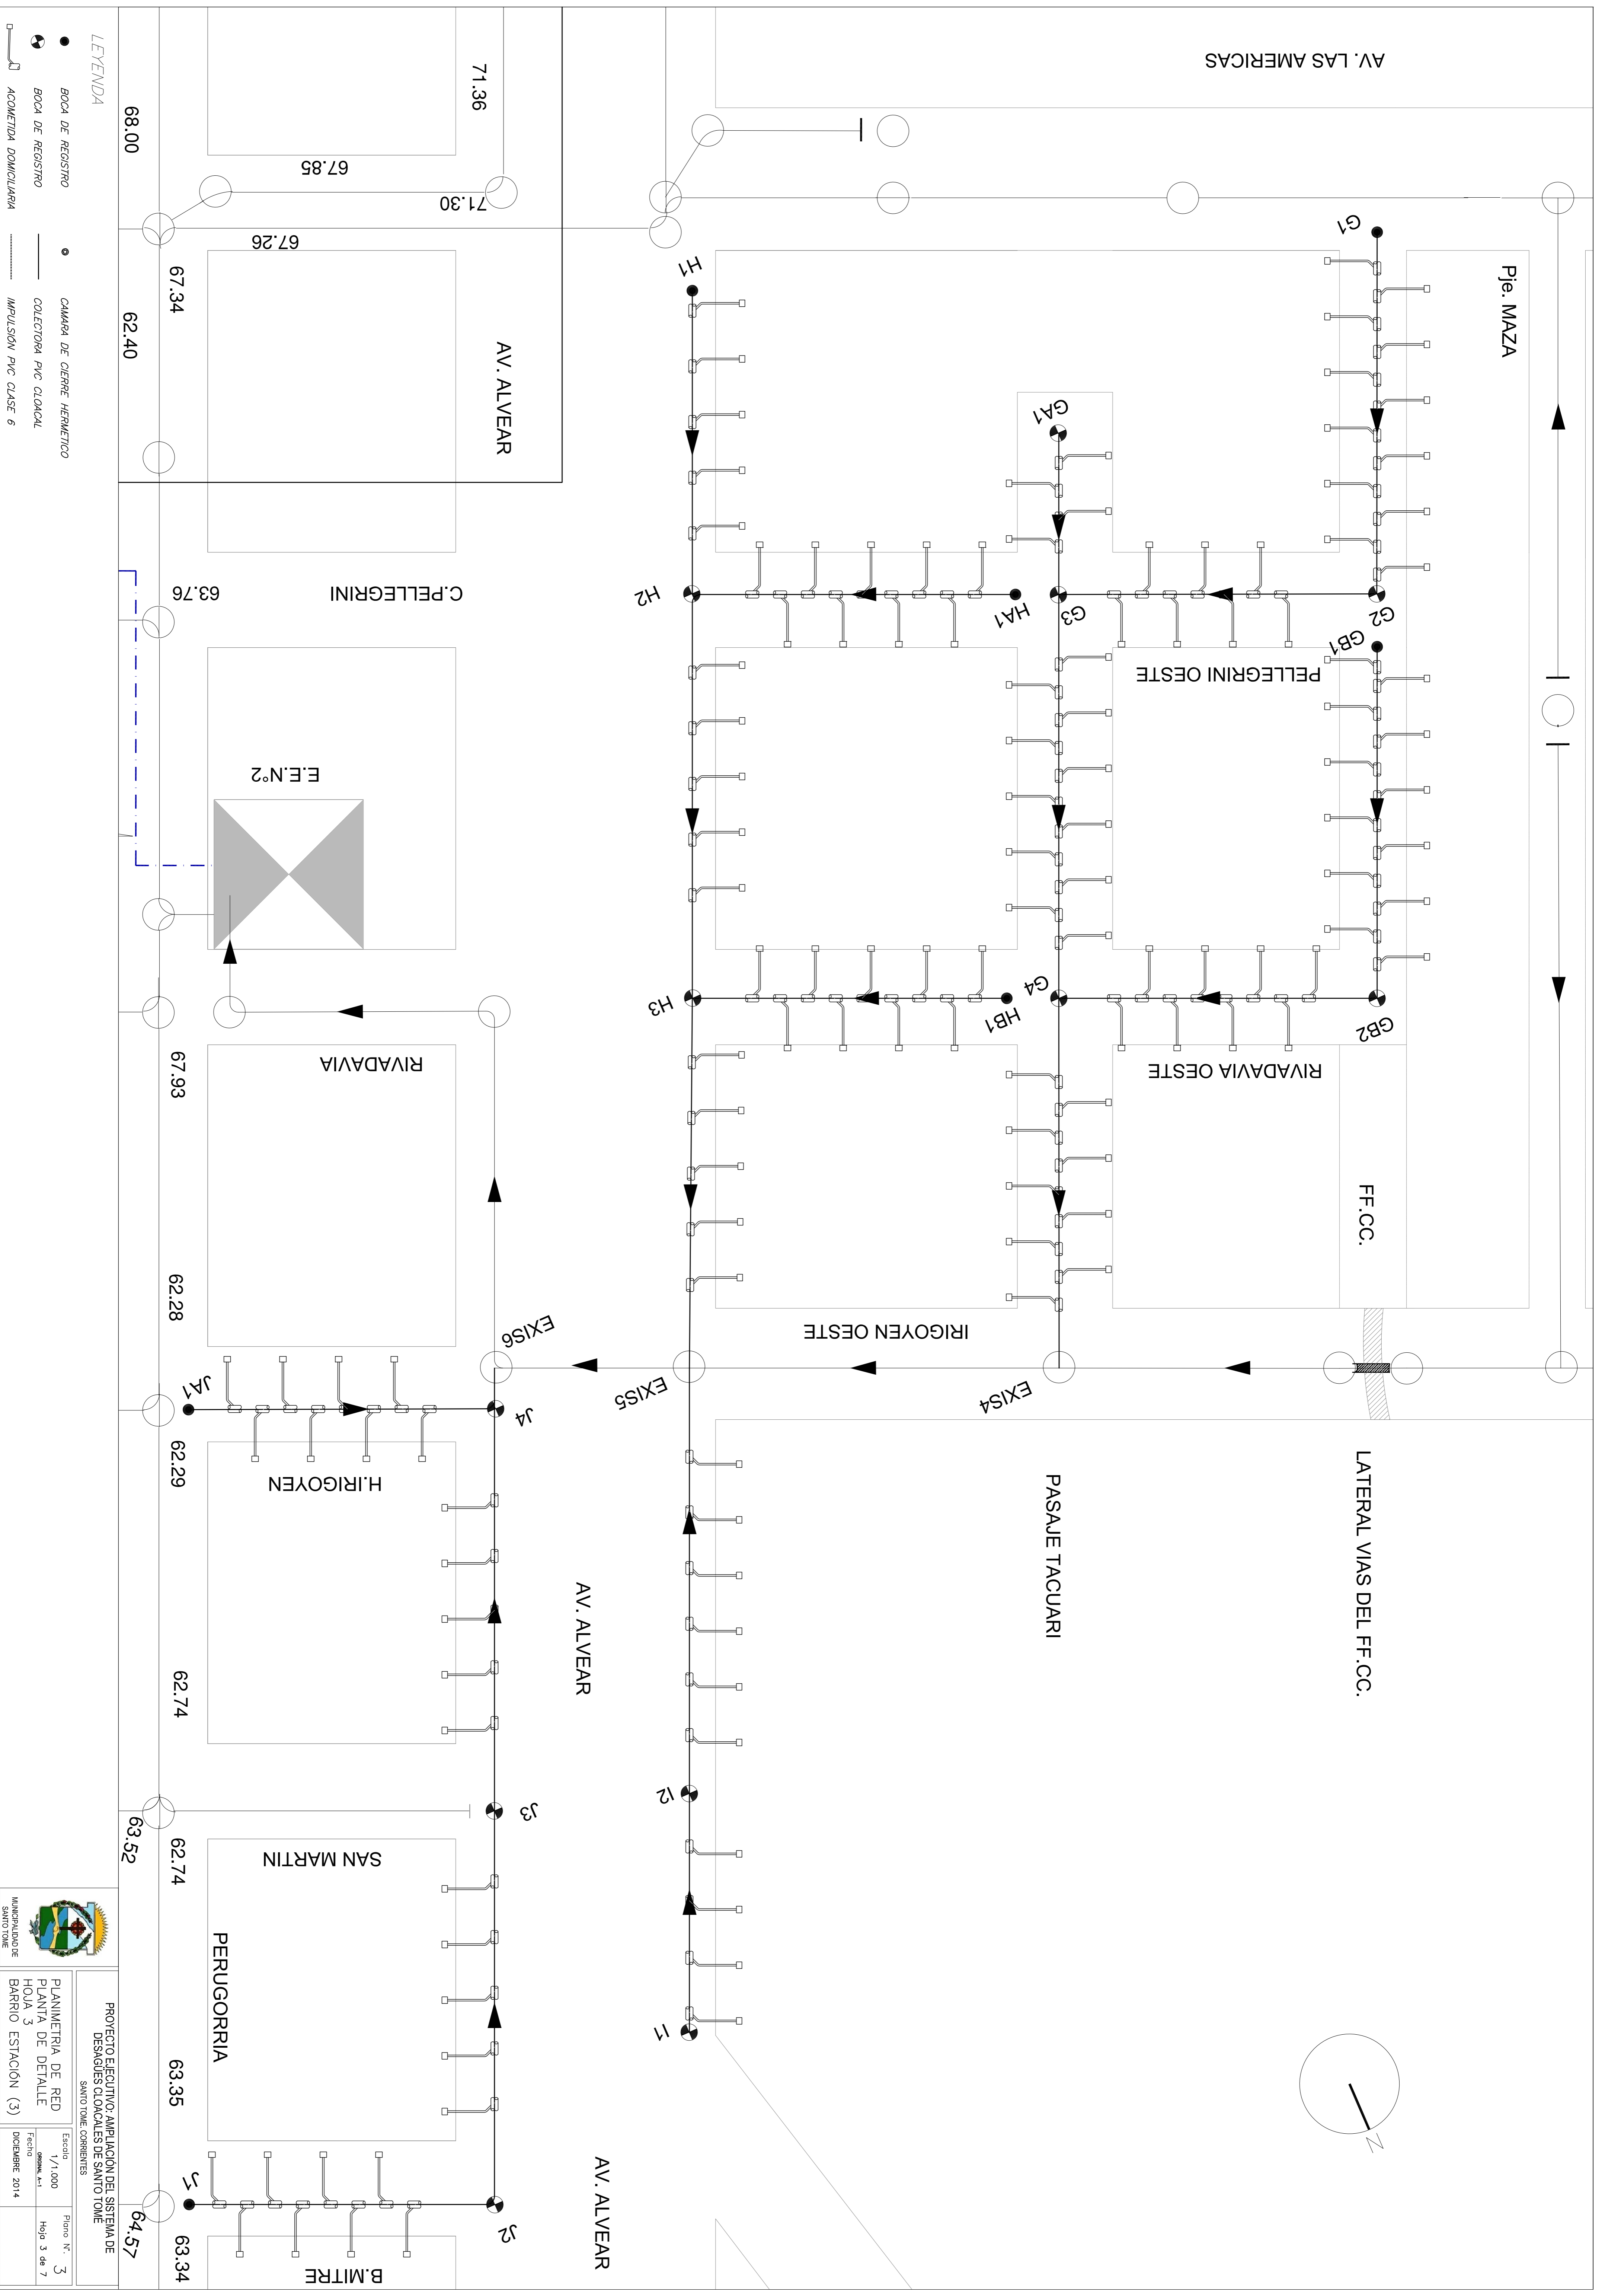 AV. LAS AMERICAS
Pje. MAZA
G1
H1
71.36
71.30
67.85
67.26
68.00
67.34
62.40
AV. ALVEAR
GA1
C.PELLEGRINI
63.76
H2
HA1
G3
G2
GB1
PELLEGRINI OESTE
E.E.N°2
H3
HB1
G4
GB2
RIVADAVIA
RIVADAVIA OESTE
67.93
FF.CC.
62.28
EXIS6
IRIGOYEN OESTE
EXIS5
EXIS4
JA1
J4
H.IRIGOYEN
62.29
62.74
AV. ALVEAR
PASAJE TACUARI
LATERAL VIAS DEL FF.CC.
I2
J3
63.52
62.74
SAN MARTIN
PERUGORRIA
I1
63.35
J1
J2
64.57
63.34
B.MITRE
AV. ALVEAR
N
LEYENDA
BOCA DE REGISTRO
CAMARA DE CIERRE HERMETICO
BOCA DE REGISTRO
COLECTORA PVC CLOACAL
ACOMETIDA DOMICILIARIA
IMPULSIÓN PVC CLASE 6
MUNICIPALIDAD DE
SANTO TOME
PROYECTO EJECUTIVO: AMPLIACIÓN DEL SISTEMA DE
DESAGÜES CLOACALES DE SANTO TOMÉ
SANTO TOME, CORRIENTES
PLANIMETRIA DE RED
PLANTA DE DETALLE
HOJA 3
BARRIO ESTACIÓN (3)
Escala
1/1.000
ORIGINAL A-1
Fecha
DICIEMBRE 2014
Plano N°. 3
Hoja 3 de 7